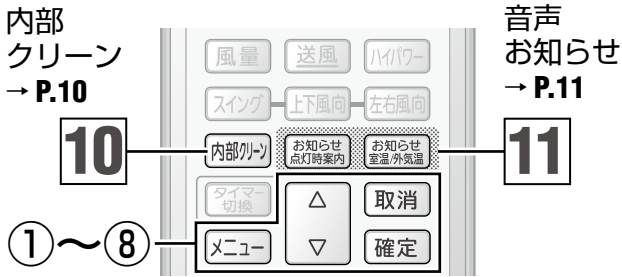 内部
クリーン
→ P.10
音声
お知らせ
→ P.11
風量
送風
ハイパワー
スイング
上下風向
左右風向
10
内部クリーン
お知らせ
点灯時案内
お知らせ
室温/外気温
11
タイマー
切換
△
取消
①〜⑧
メニュー
▽
確定